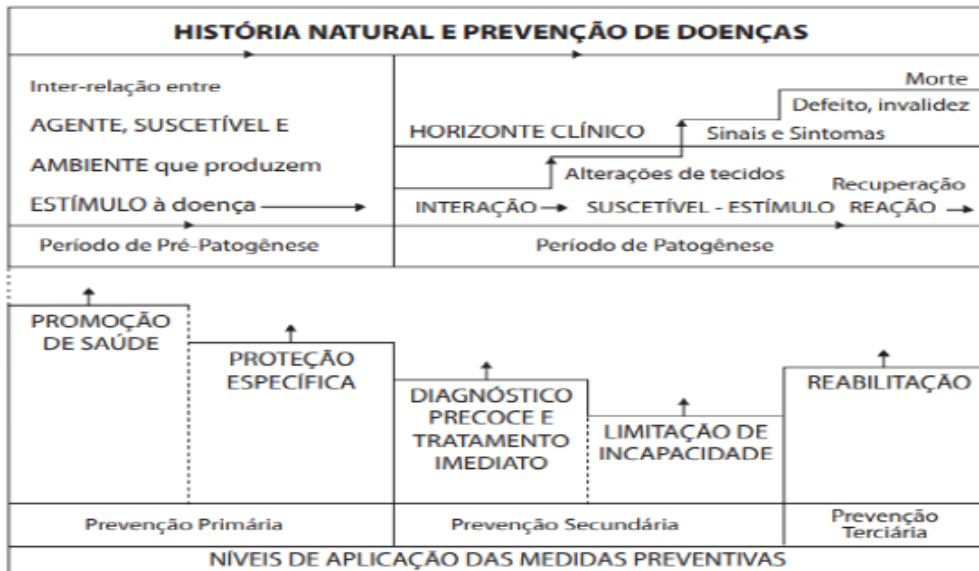 HISTÓRIA NATURAL E PREVENÇÃO DE DOENÇAS
Inter-relação entre
AGENTE, SUSCETÍVEL E
AMBIENTE que produzem
ESTÍMULO à doença
Morte
Defeito, invalidez
HORIZONTE CLÍNICO
Sinais e Sintomas
Alterações de tecidos
Recuperação
INTERAÇÃO
SUSCETÍVEL - ESTÍMULO
REAÇÃO
Período de Pré-Patogênese
Período de Patogênese
PROMOÇÃO
DE SAÚDE
PROTEÇÃO
ESPECÍFICA
DIAGNÓSTICO
PRECOCE E
TRATAMENTO
IMEDIATO
LIMITAÇÃO DE
INCAPACIDADE
REABILITAÇÃO
Prevenção Primária
Prevenção Secundária
Prevenção
Terciária
NÍVEIS DE APLICAÇÃO DAS MEDIDAS PREVENTIVAS